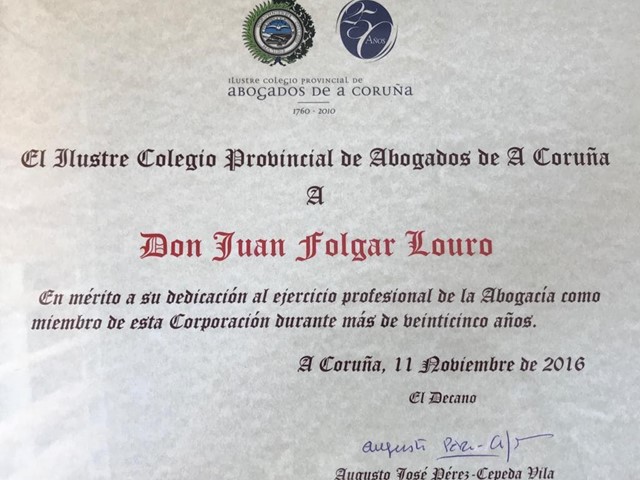 250
AÑOS
ILUSTRE COLEGIO PROVINCIAL DE
ABOGADOS DE A CORUÑA
1760 - 2010
El Ilustre Colegio Provincial de Abogados de A Coruña
A
Don Juan Folgar Louro
En mérito a su dedicación al ejercicio profesional de la Abogacía como
miembro de esta Corporación durante más de veinticinco años.
A Coruña, 11 Noviembre de 2016
El Decano
Augusto José Pérez-Cepeda Vila